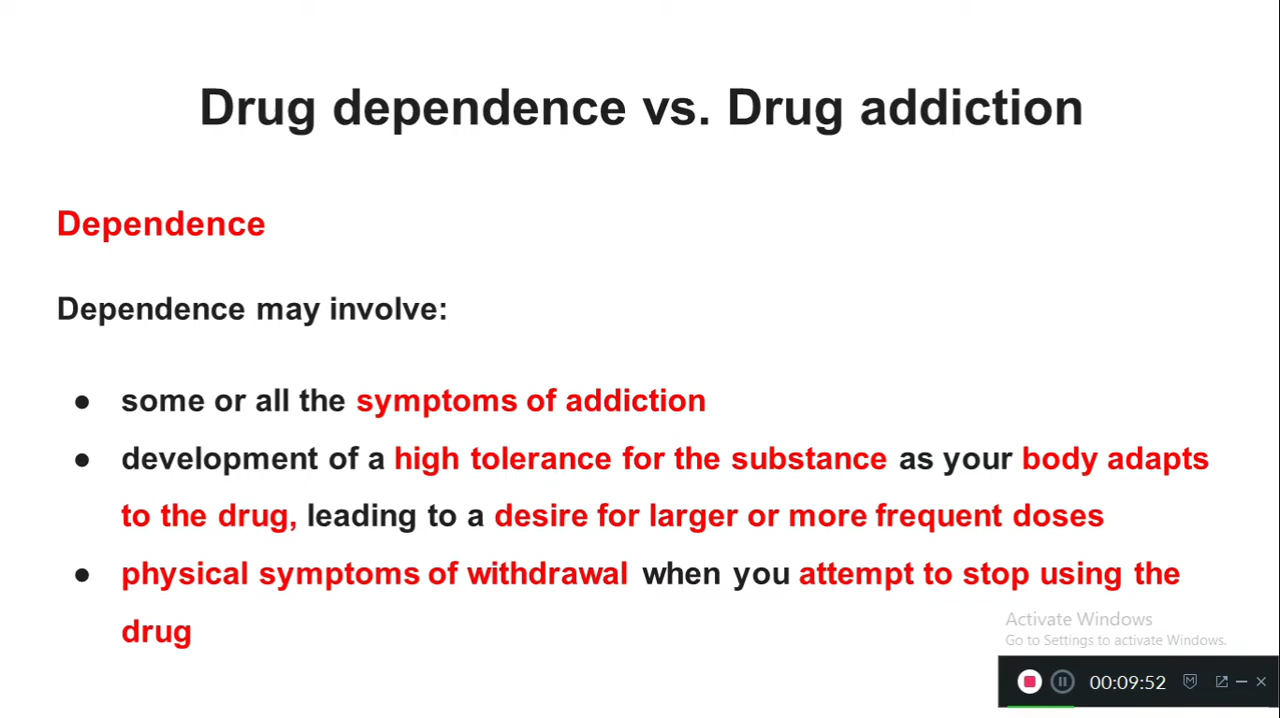 Drug dependence vs. Drug addiction
Dependence
Dependence may involve:
● some or all the symptoms of addiction
● development of a high tolerance for the substance as your body adapts
to the drug, leading to a desire for larger or more frequent doses
● physical symptoms of withdrawal when you attempt to stop using the
drug
Activate Windows
Go to Settings to activate Windows.
00:09:52